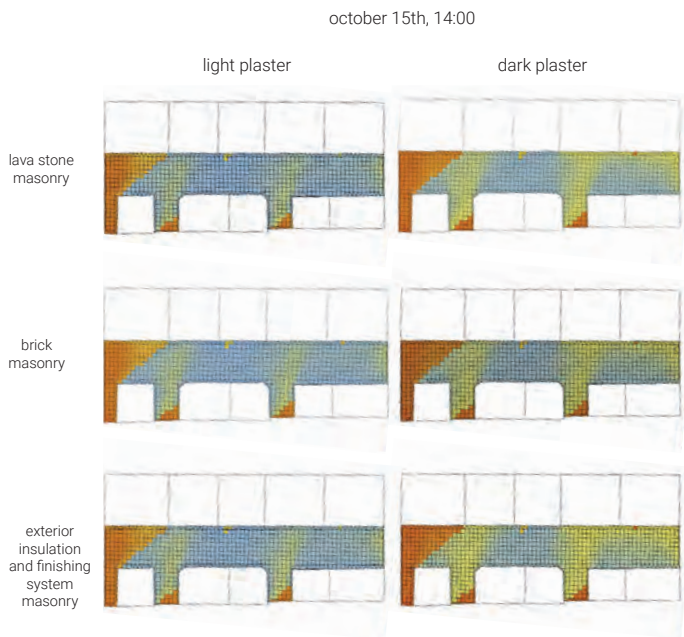 october 15th, 14:00
light plaster
dark plaster
lava stone
masonry
brick
masonry
exterior
insulation
and finishing
system
masonry